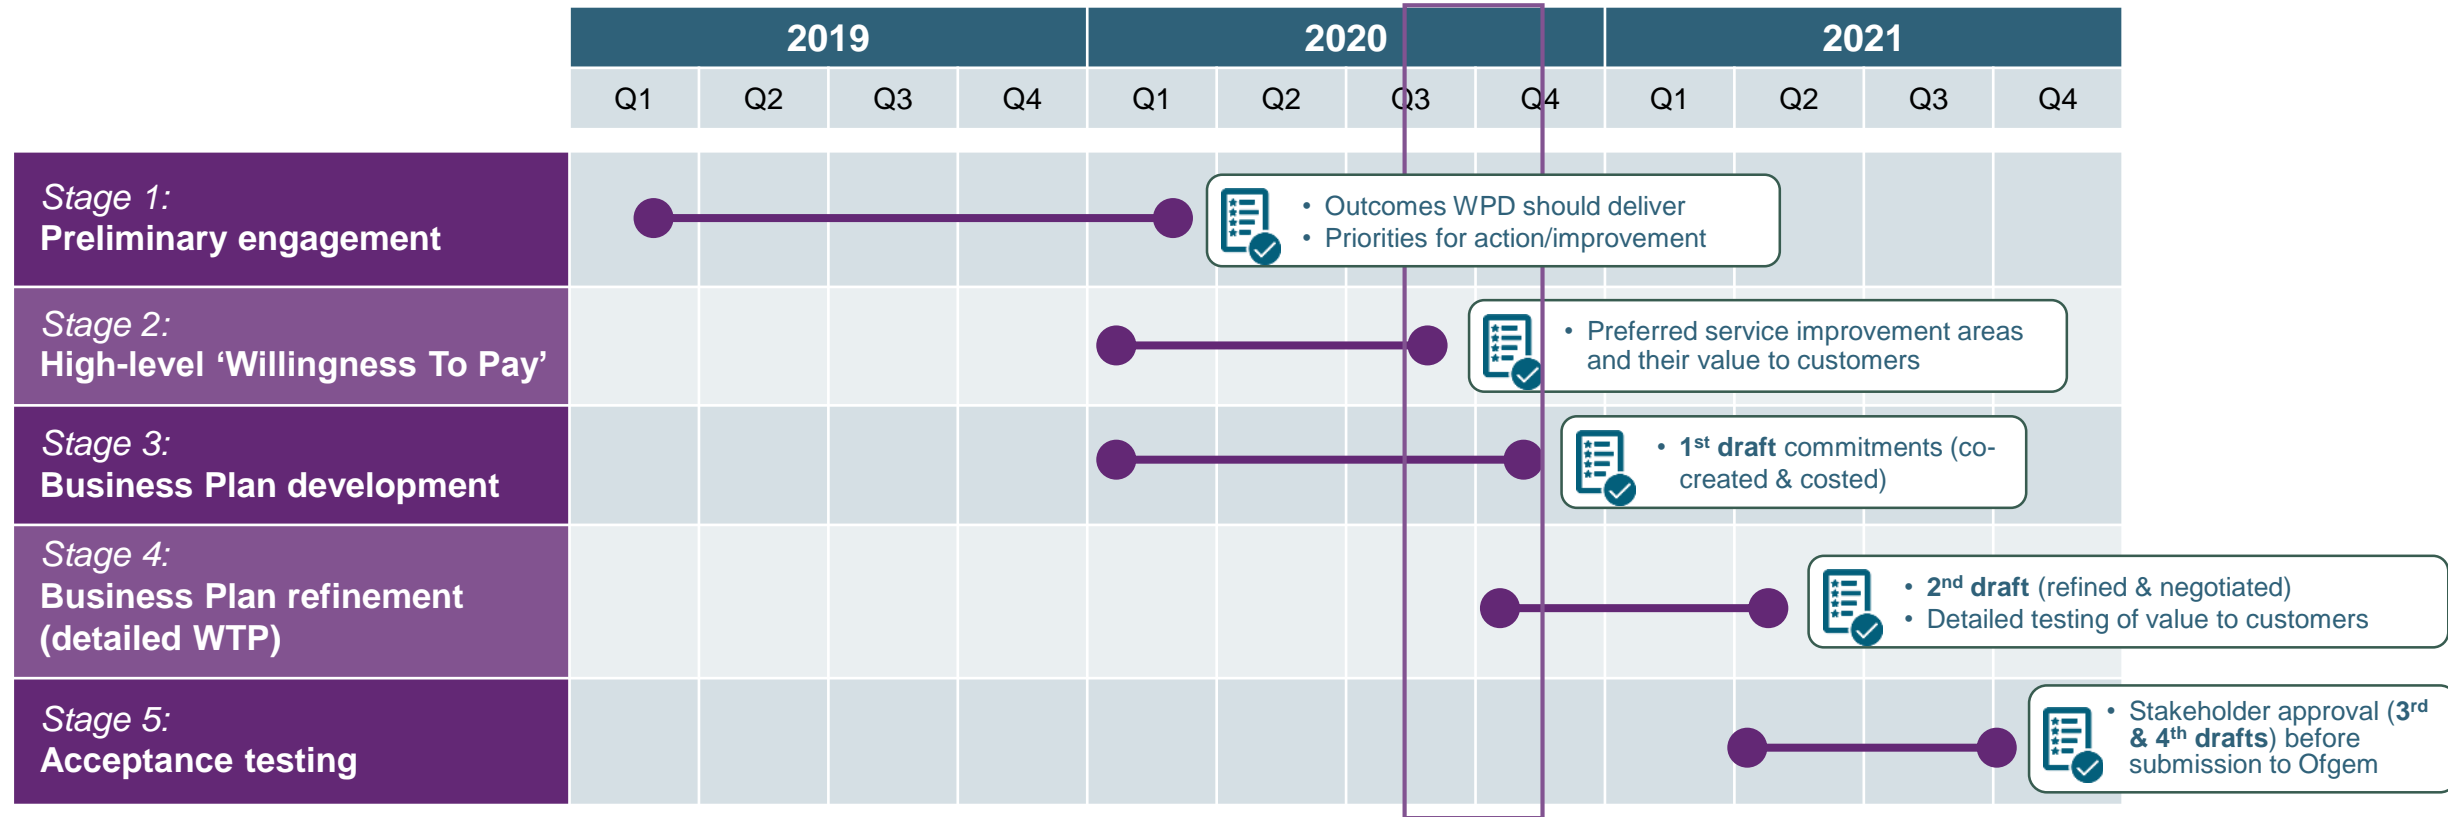 2019 2020 2021
Q1 Q2 Q3 Q4 Q1 Q2 Q3 Q4 Q1 Q2 Q3 Q4
Stage 1:
Preliminary engagement
• Outcomes WPD should deliver
• Priorities for action/improvement
Stage 2:
High-level ‘Willingness To Pay’
• Preferred service improvement areas
and their value to customers
Stage 3:
Business Plan development
• 1st draft commitments (co-
created & costed)
Stage 4:
Business Plan refinement
(detailed WTP)
• 2nd draft (refined & negotiated)
• Detailed testing of value to customers
Stage 5:
Acceptance testing
• Stakeholder approval (3rd
& 4th drafts) before
submission to Ofgem